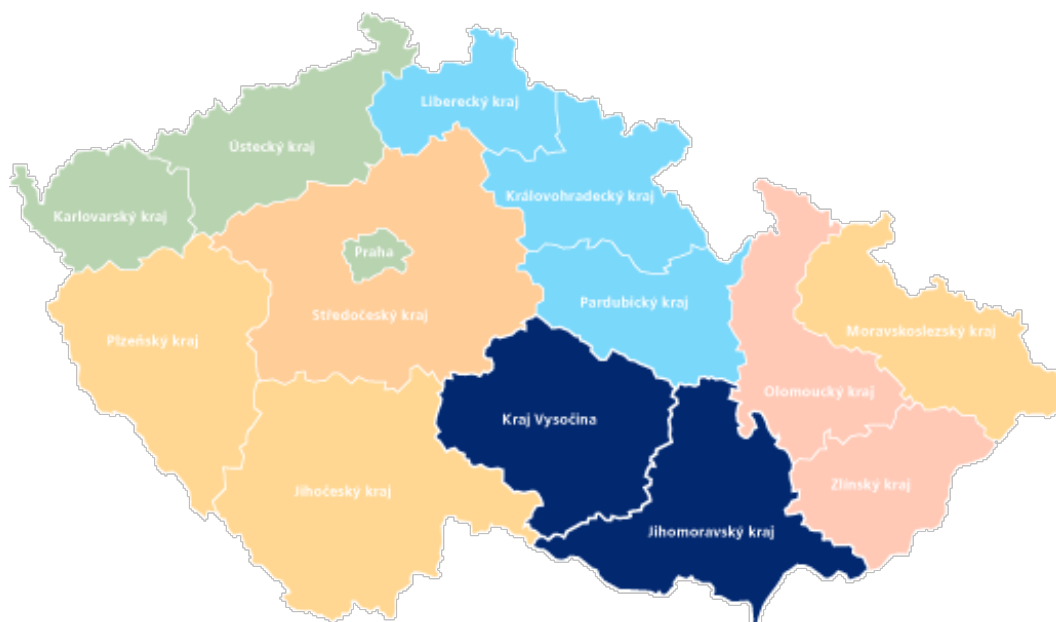 Liberecký kraj
Ústecký kraj
Královohradecký kraj
Karlovarský kraj
Praha
Pardubický kraj
Středočeský kraj
Moravskoslezský kraj
Plzeňský kraj
Olomoucký kraj
Kraj Vysočina
Zlínský kraj
Jihočeský kraj
Jihomoravský kraj